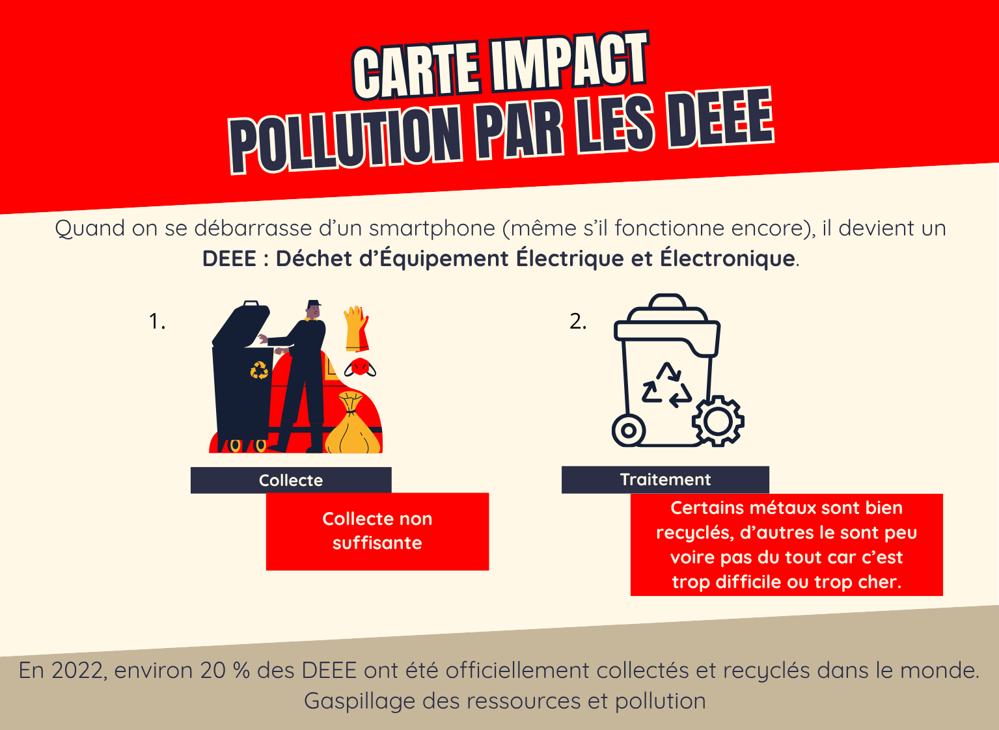 CARTE IMPACT
POLLUTION PAR LES DEEE
Quand on se débarrasse d’un smartphone (même s’il fonctionne encore), il devient un
DEEE : Déchet d’Équipement Électrique et Électronique.
1.
Collecte
Collecte non
suffisante
2.
Traitement
Certains métaux sont bien
recyclés, d’autres le sont peu
voire pas du tout car c’est
trop difficile ou trop cher.
En 2022, environ 20 % des DEEE ont été officiellement collectés et recyclés dans le monde.
Gaspillage des ressources et pollution